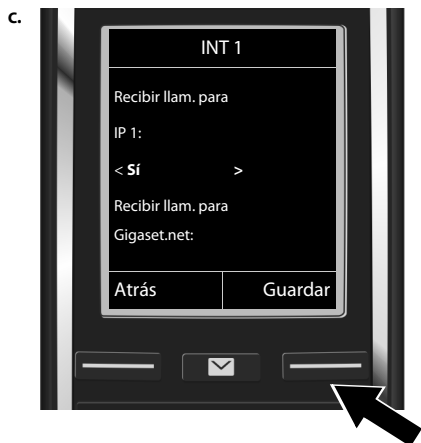 c.
INT 1
Recibir llam. para
IP 1:
< Sí >
Recibir llam. para
Gigaset.net:
Atrás Guardar